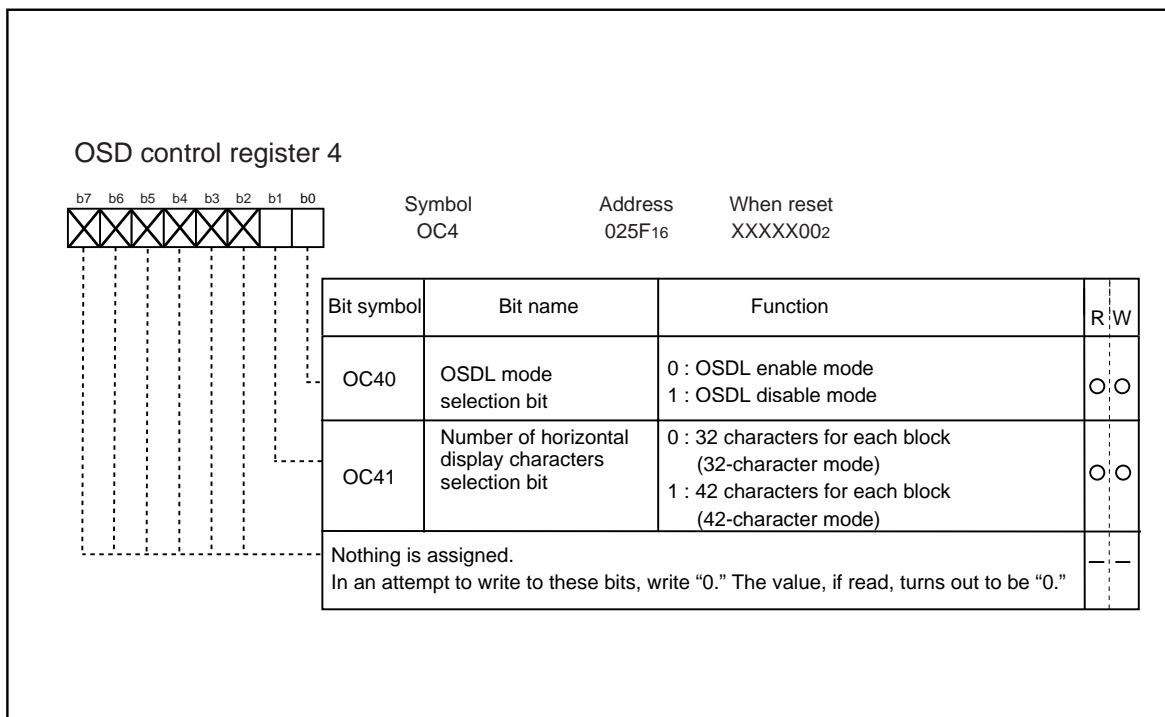 OSD control register 4
b7 b6 b5 b4 b3 b2 b1 b0
Symbol Address When reset
OC4 025F16 XXXXX002
Bit symbol Bit name Function R W
OC40 OSDL mode selection bit 0 : OSDL enable mode
1 : OSDL disable mode
OC41 Number of horizontal display characters selection bit 0 : 32 characters for each block
(32-character mode)
1 : 42 characters for each block
(42-character mode)
Nothing is assigned.
In an attempt to write to these bits, write “0.” The value, if read, turns out to be “0.”